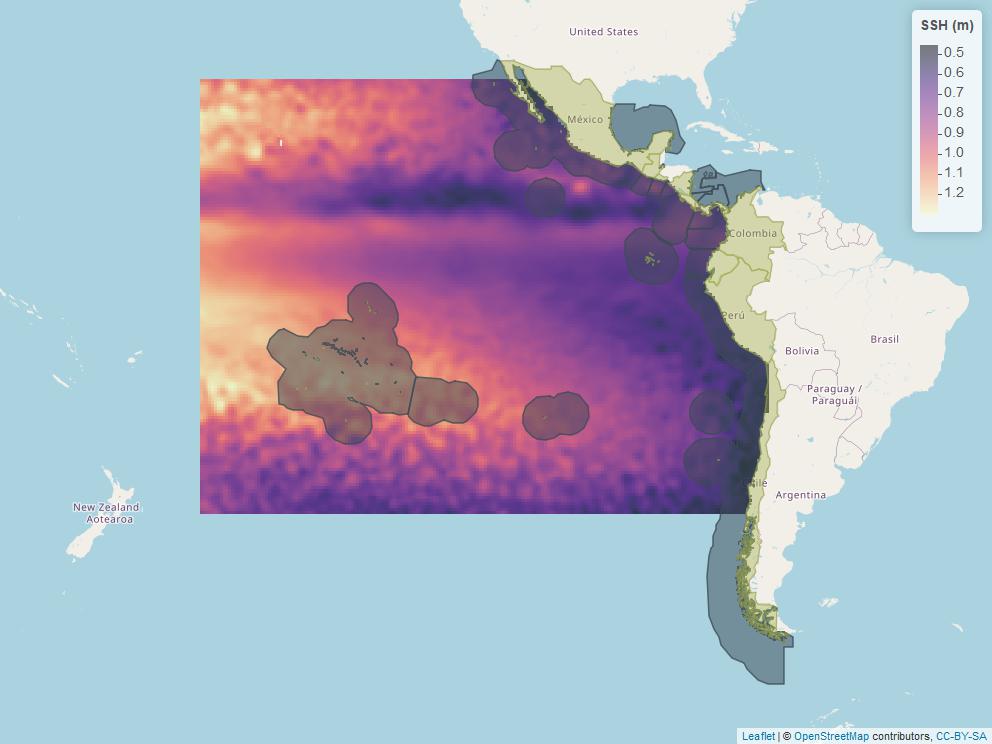 United States
SSH (m)
0.5
0.6
0.7
0.8
0.9
1.0
1.1
1.2
México
Colombia
Perú
Brasil
Bolivia
Paraguay /
Paraguái
ile
Argentina
New Zealand
Aotearoa
Leaflet | © OpenStreetMap contributors, CC-BY-SA